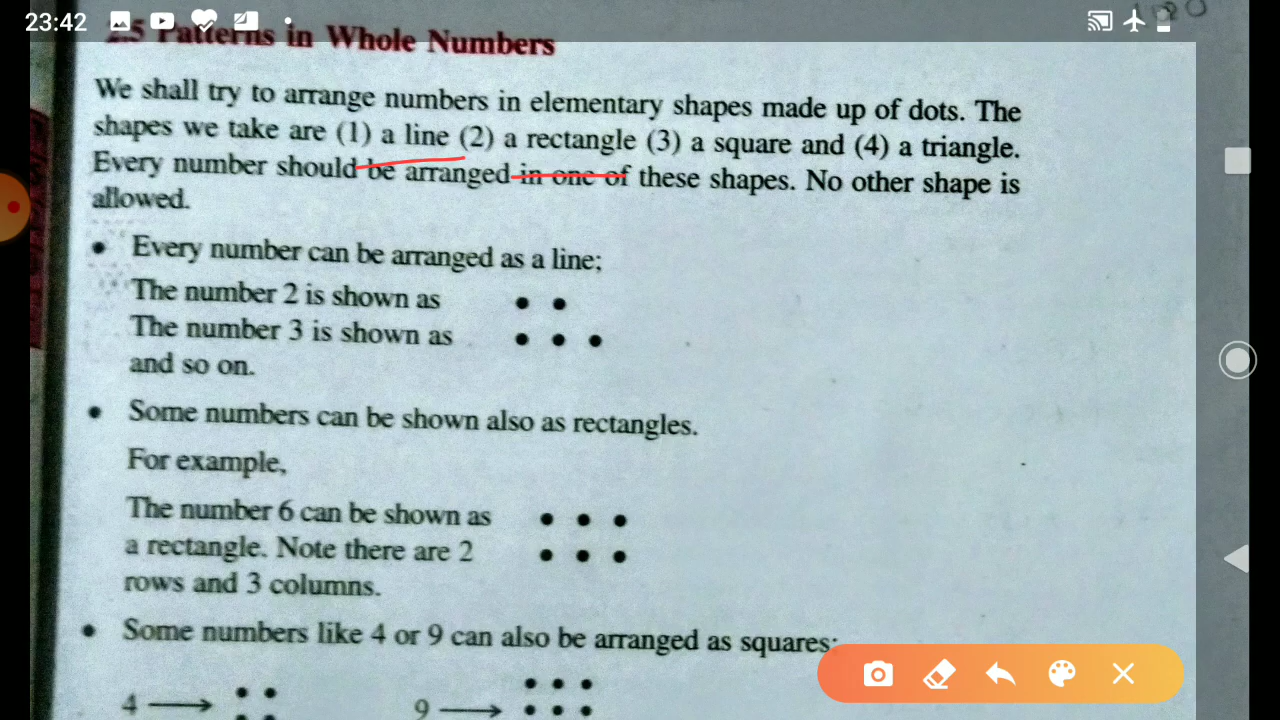 23:42
2.5 Patterns in Whole Numbers
We shall try to arrange numbers in elementary shapes made up of dots. The
shapes we take are (1) a line (2) a rectangle (3) a square and (4) a triangle.
Every number should be arranged in one of these shapes. No other shape is
allowed.
• Every number can be arranged as a line;
The number 2 is shown as
The number 3 is shown as
and so on.
• Some numbers can be shown also as rectangles.
For example,
The number 6 can be shown as
a rectangle. Note there are 2
rows and 3 columns.
• Some numbers like 4 or 9 can also be arranged as squares;
4 → 9 →